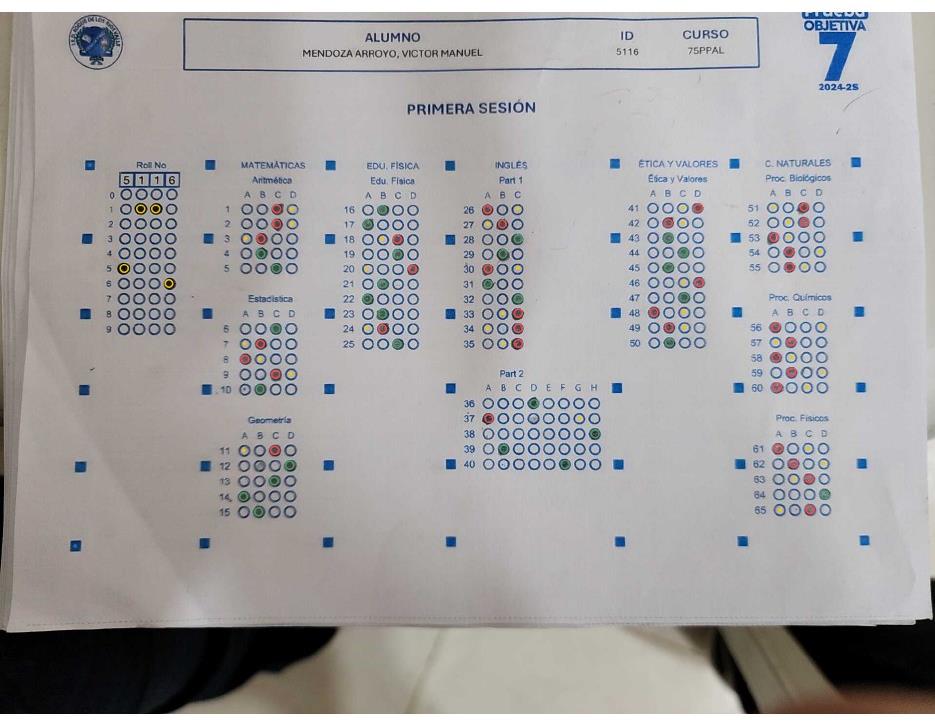 Prueba
OBJETIVA
7
2024-2S
ALUMNO ID CURSO
MENDOZA ARROYO, VICTOR MANUEL 5116 75PPAL
PRIMERA SESIÓN
Roll No
5 1 1 6
0
1
2
3
4
5
6
7
8
9
MATEMÁTICAS
Aritmética
A B C D
1
2
3
4
5
Estadística
A B C D
6
7
8
9
10
Geometría
A B C D
11
12
13
14
15
EDU. FÍSICA
Edu. Física
A B C D
16
17
18
19
20
21
22
23
24
25
INGLÉS
Part 1
A B C
26
27
28
29
30
31
32
33
34
35
Part 2
A B C D E F G H
36
37
38
39
40
ÉTICA Y VALORES
Ética y Valores
A B C D
41
42
43
44
45
46
47
48
49
50
C. NATURALES
Proc. Biológicos
A B C D
51
52
53
54
55
Proc. Químicos
A B C D
56
57
58
59
60
Proc. Físicos
A B C D
61
62
63
64
65